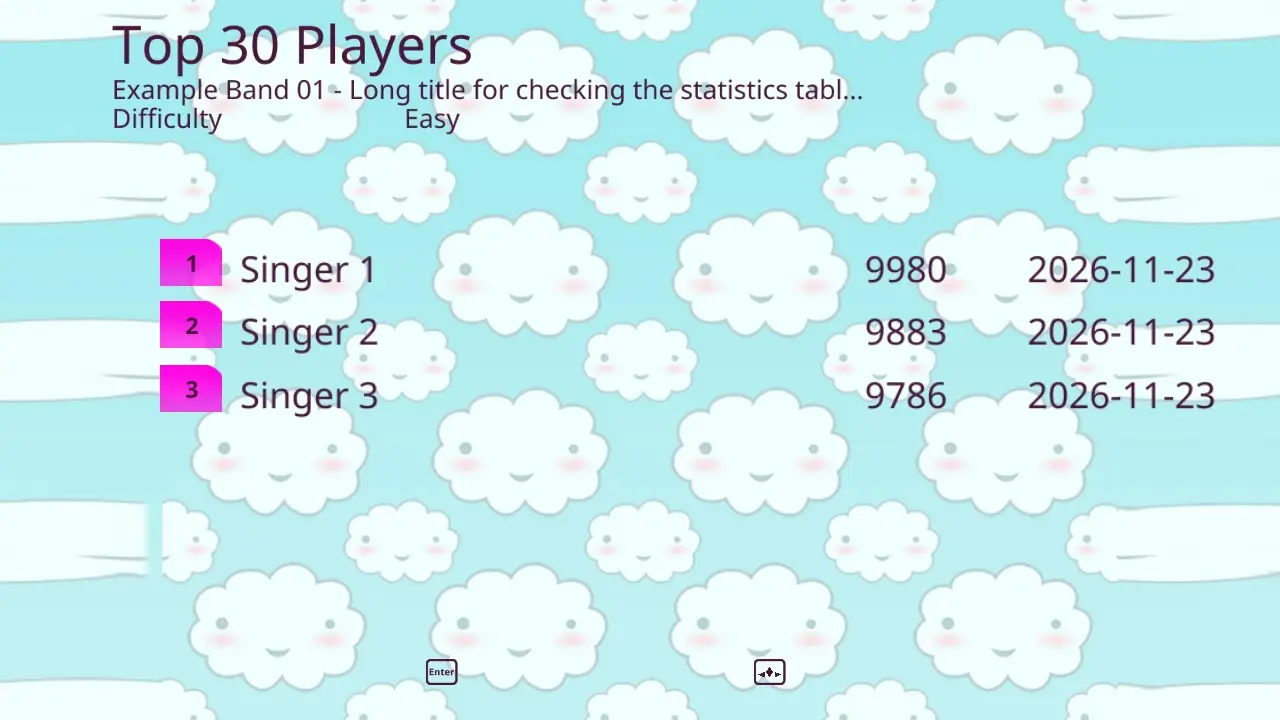 Top 30 Players
Example Band 01 - Long title for checking the statistics tabl...
Difficulty Easy
1 Singer 1 9980 2026-11-23
2 Singer 2 9883 2026-11-23
3 Singer 3 9786 2026-11-23
Enter